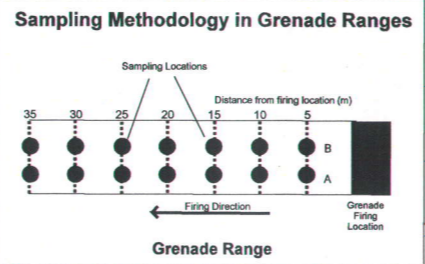 Sampling Methodology in Grenade Ranges
Sampling Locations
Distance from firing location (m)
35 30 25 20 15 10 5
B
A
Firing Direction
Grenade
Firing
Location
Grenade Range